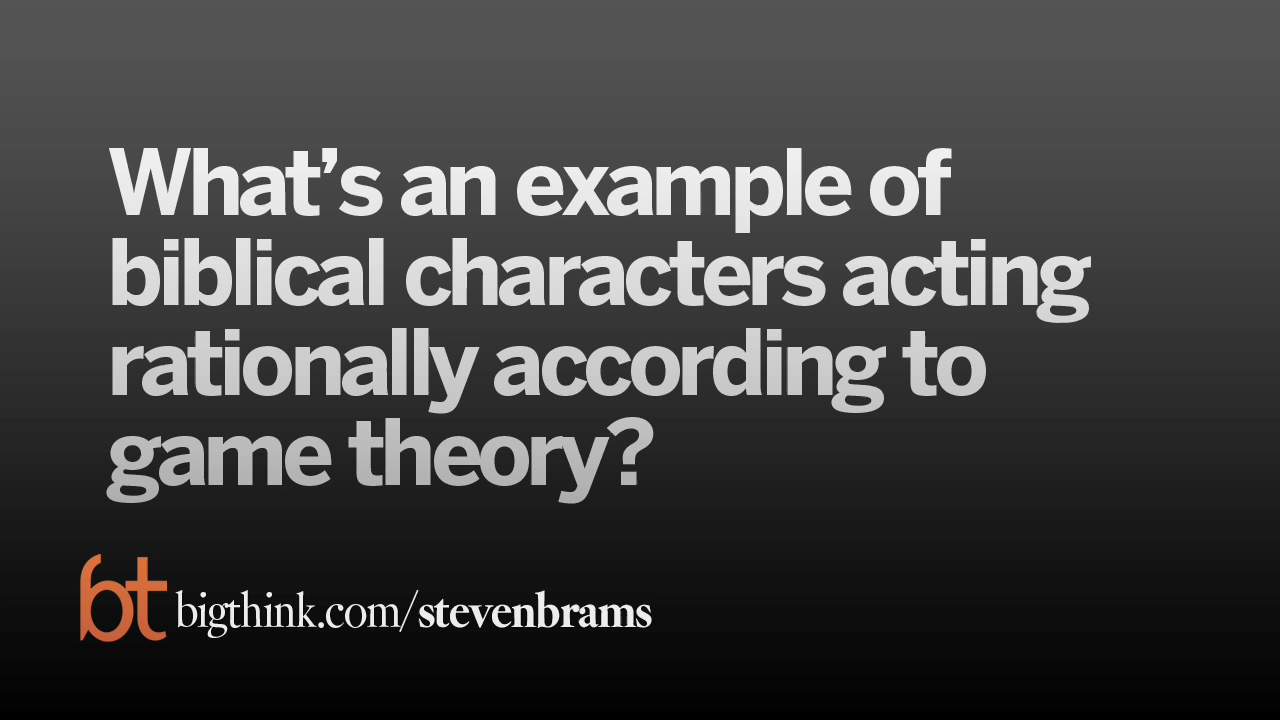 What's an example of
biblical characters acting
rationally according to
game theory?
bt bigthink.com/stevenbrams